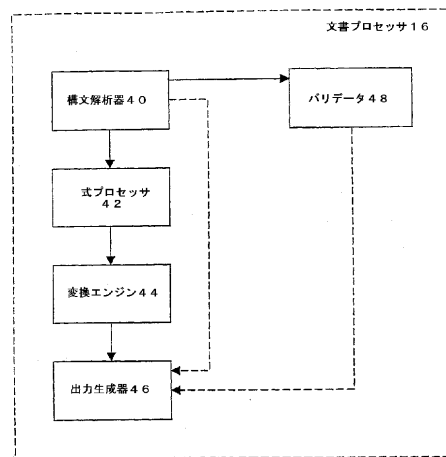 文書プロセッサ16
構文解析器40
バリデータ48
式プロセッサ
42
変換エンジン44
出力生成器46